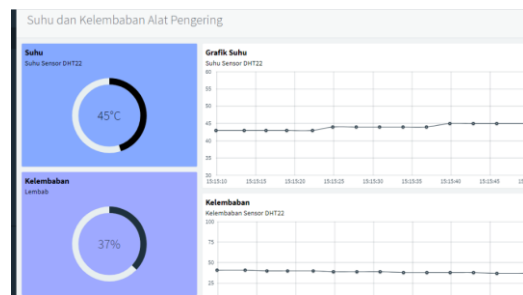 Suhu dan Kelembaban Alat Pengering
Suhu
Suhu Sensor DHT22
45°C
Grafik Suhu
Suhu Sensor DHT22
60
55
50
45
40
35
30
15:15:10 15:15:15 15:15:20 15:15:25 15:15:30 15:15:35 15:15:40 15:15:45
Kelembaban
Lembab
37%
Kelembaban
Kelembaban Sensor DHT22
100
75
50
25